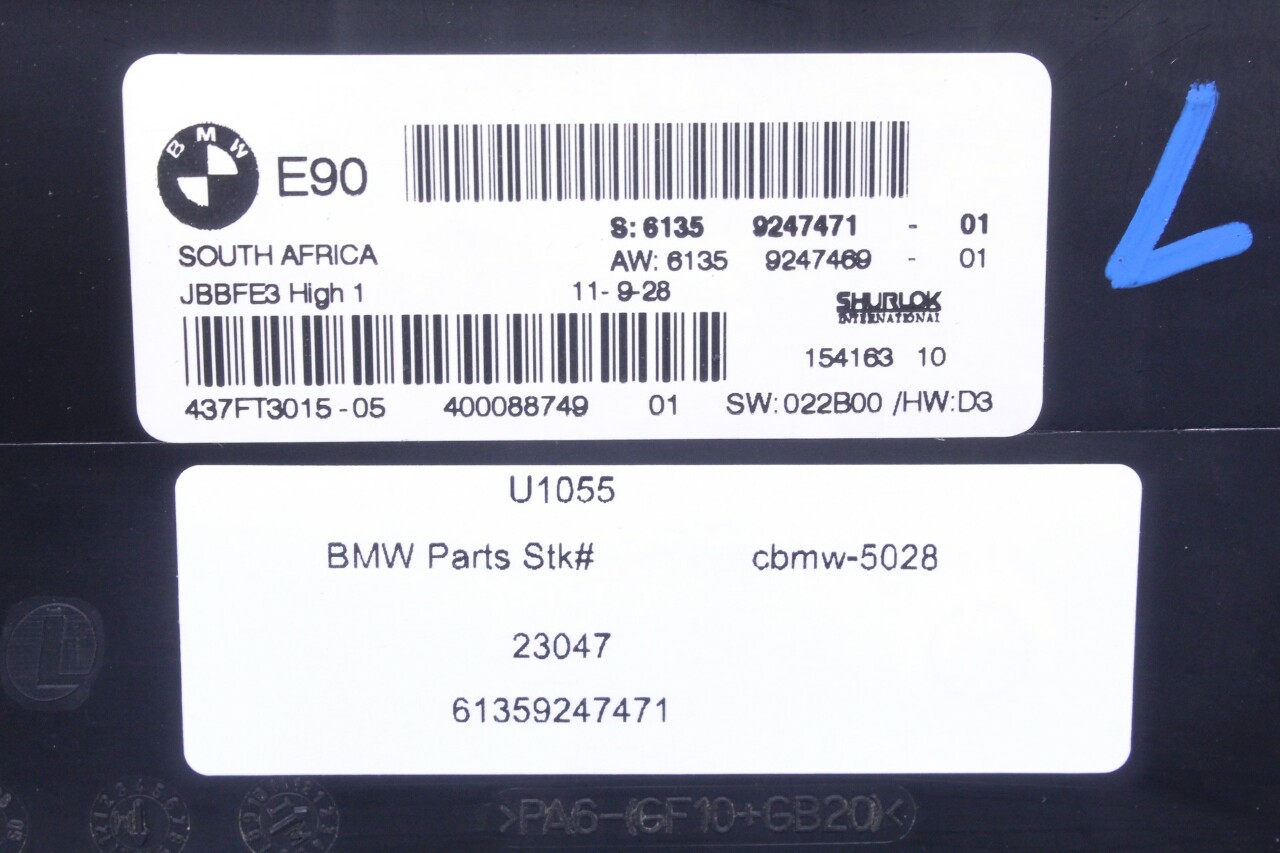 BMW
E90
S: 6135 9247471 - 01
SOUTH AFRICA
AW: 6135 9247469 - 01
JBBFE3 High 1 11-9-28
SHURLOK
INTERNATIONAL
154163 10
437FT3015-05 400088749 01 SW:022B00 /HW:D3
U1055
BMW Parts Stk# cbmw-5028
23047
61359247471
>PA6-(GF10+GB20)<